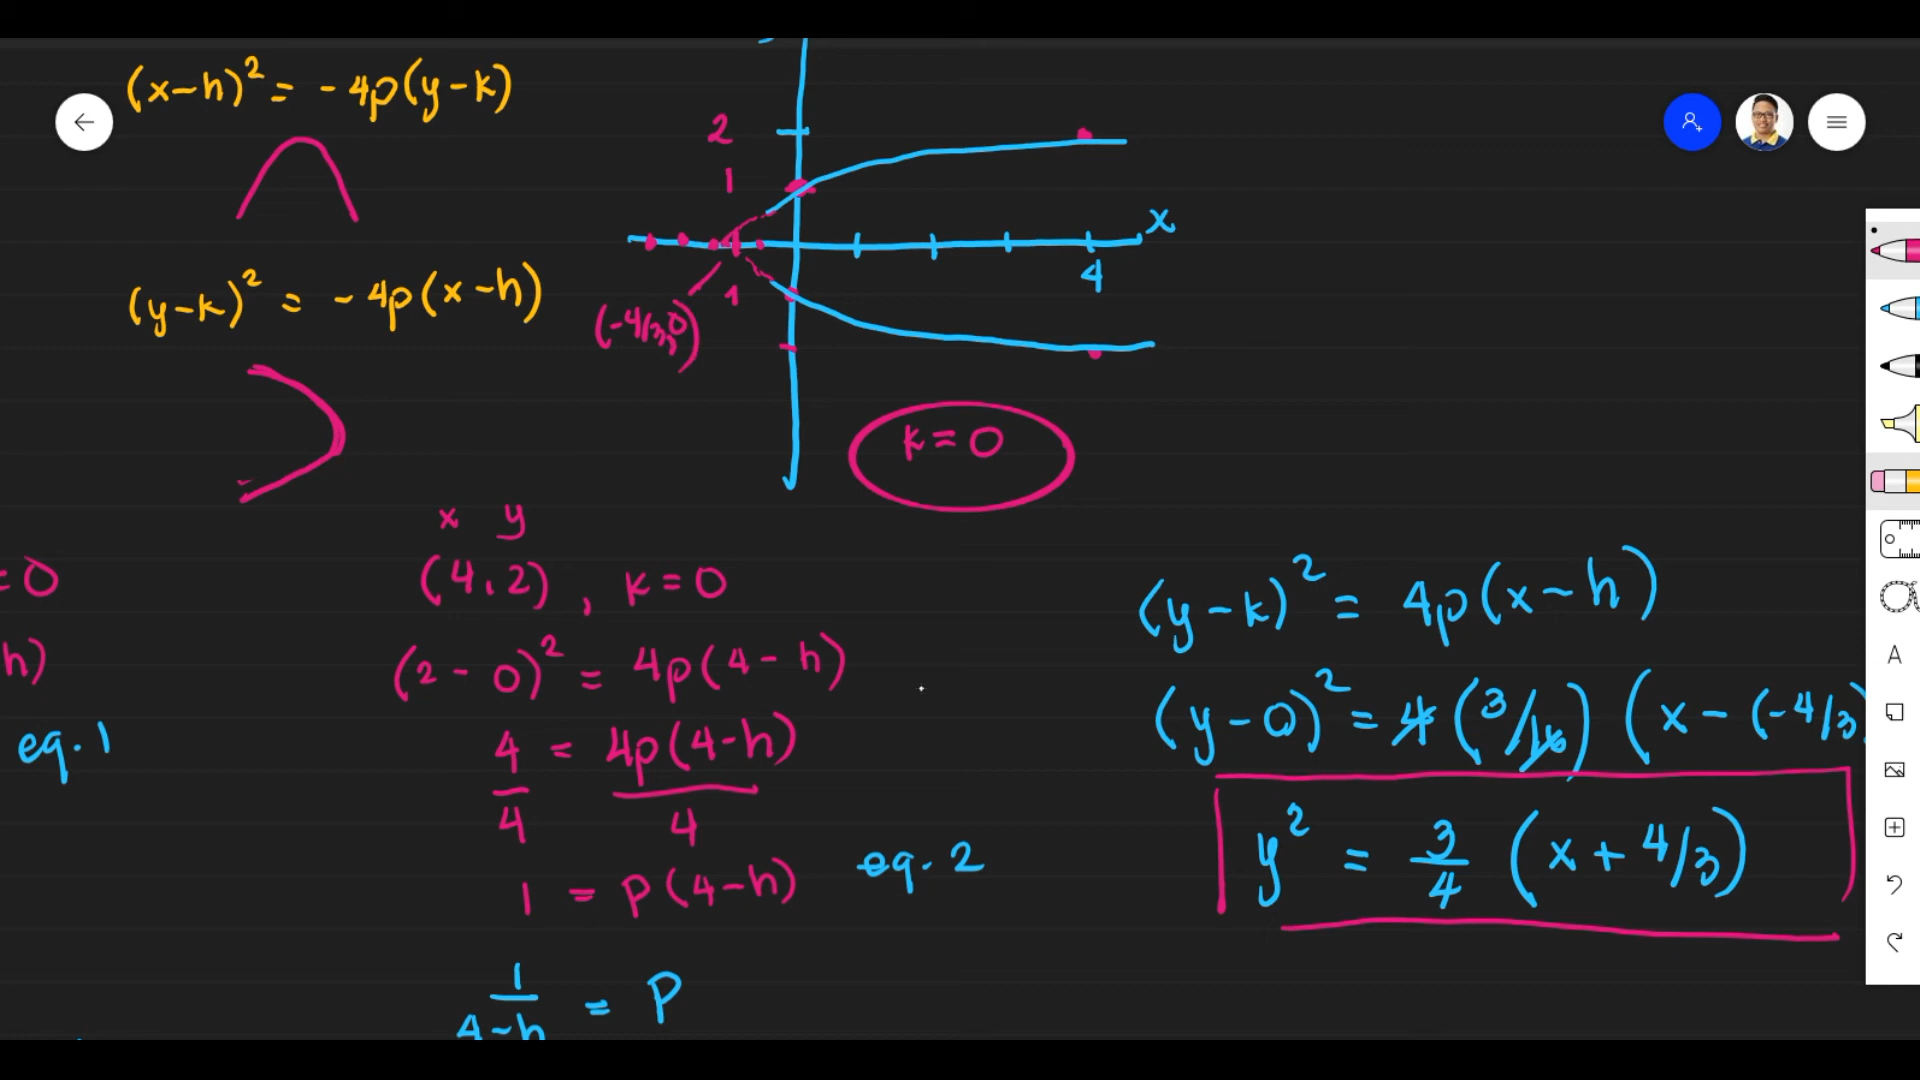 (x-h)² = -4p(y-k)
(y-k)² = -4p(x-h)
2
1
x
4
1
(-4/3,0)
k = 0
x y
= 0
(4,2), k = 0
h)
(2-0)² = 4p(4-h)
eq. 1
4/4 = 4p(4-h)/4
1 = p(4-h) eq. 2
1/(4-h) = P
(y-k)² = 4p(x-h)
(y-0)² = 4(3/16)(x-(-4/3)
y² = 3/4 (x + 4/3)
A